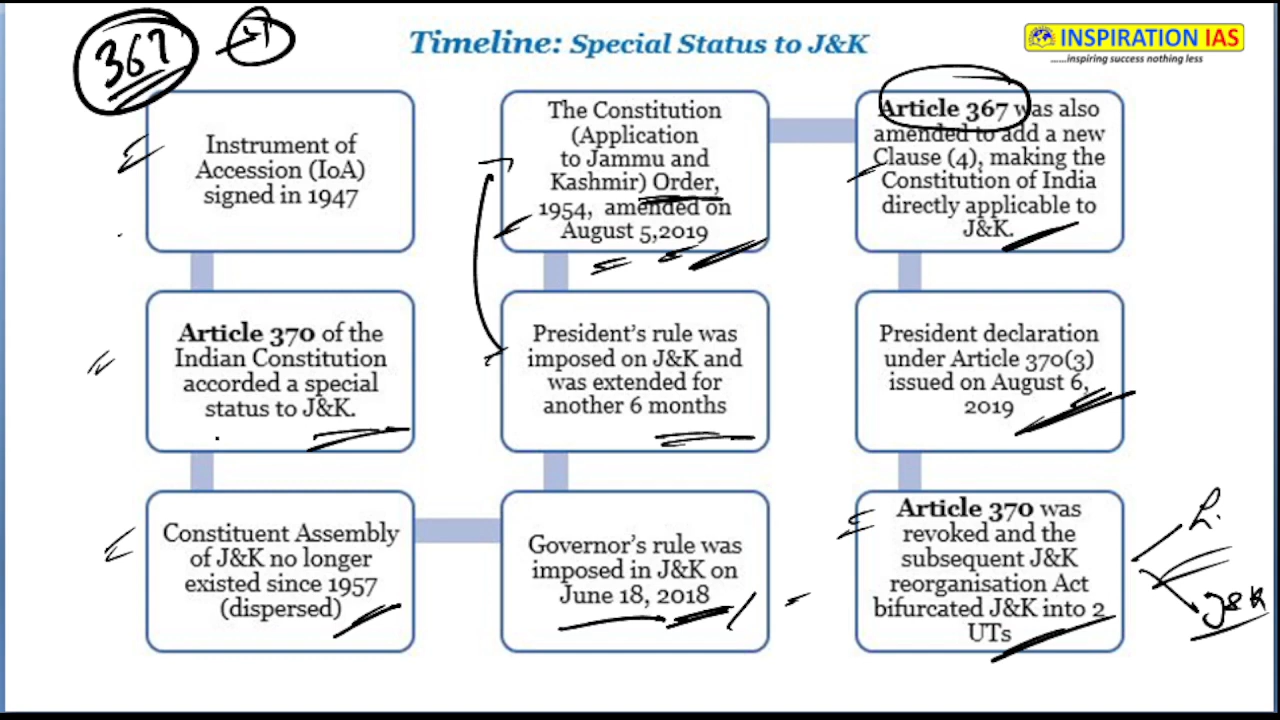 367
Timeline: Special Status to J&K
INSPIRATION IAS
......inspiring success nothing less
Instrument of
Accession (IoA)
signed in 1947
Article 370 of the
Indian Constitution
accorded a special
status to J&K.
Constituent Assembly
of J&K no longer
existed since 1957
(dispersed)
Governor's rule was
imposed in J&K on
June 18, 2018
President's rule was
imposed on J&K and
was extended for
another 6 months
The Constitution
(Application
to Jammu and
Kashmir) Order,
1954, amended on
August 5,2019
Article 367 was also
amended to add a new
Clause (4), making the
Constitution of India
directly applicable to
J&K.
President declaration
under Article 370(3)
issued on August 6,
2019
Article 370 was
revoked and the
subsequent J&K
reorganisation Act
bifurcated J&K into 2
UTs
L.
J&K